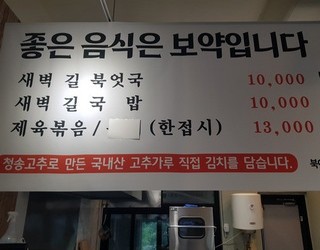 좋은 음식은 보약입니다
새벽 길 북엇국 10,000
새벽 길 국 밥 10,000
제육볶음/ (한접시) 13,000
청송고추로 만든 국내산 고추가루 직접 김치를 담습니다.